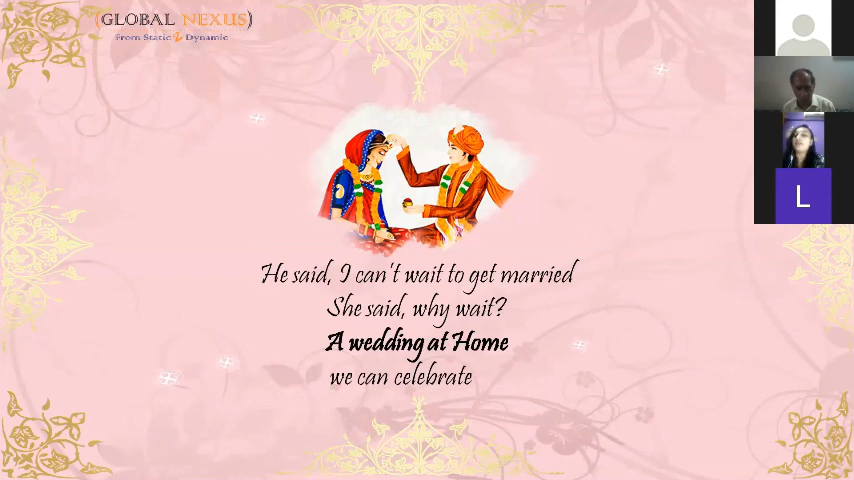 (GLOBAL NEXUS)
From Static 2 Dynamic
He said, I can't wait to get married
She said, why wait?
A wedding at Home
we can celebrate
L